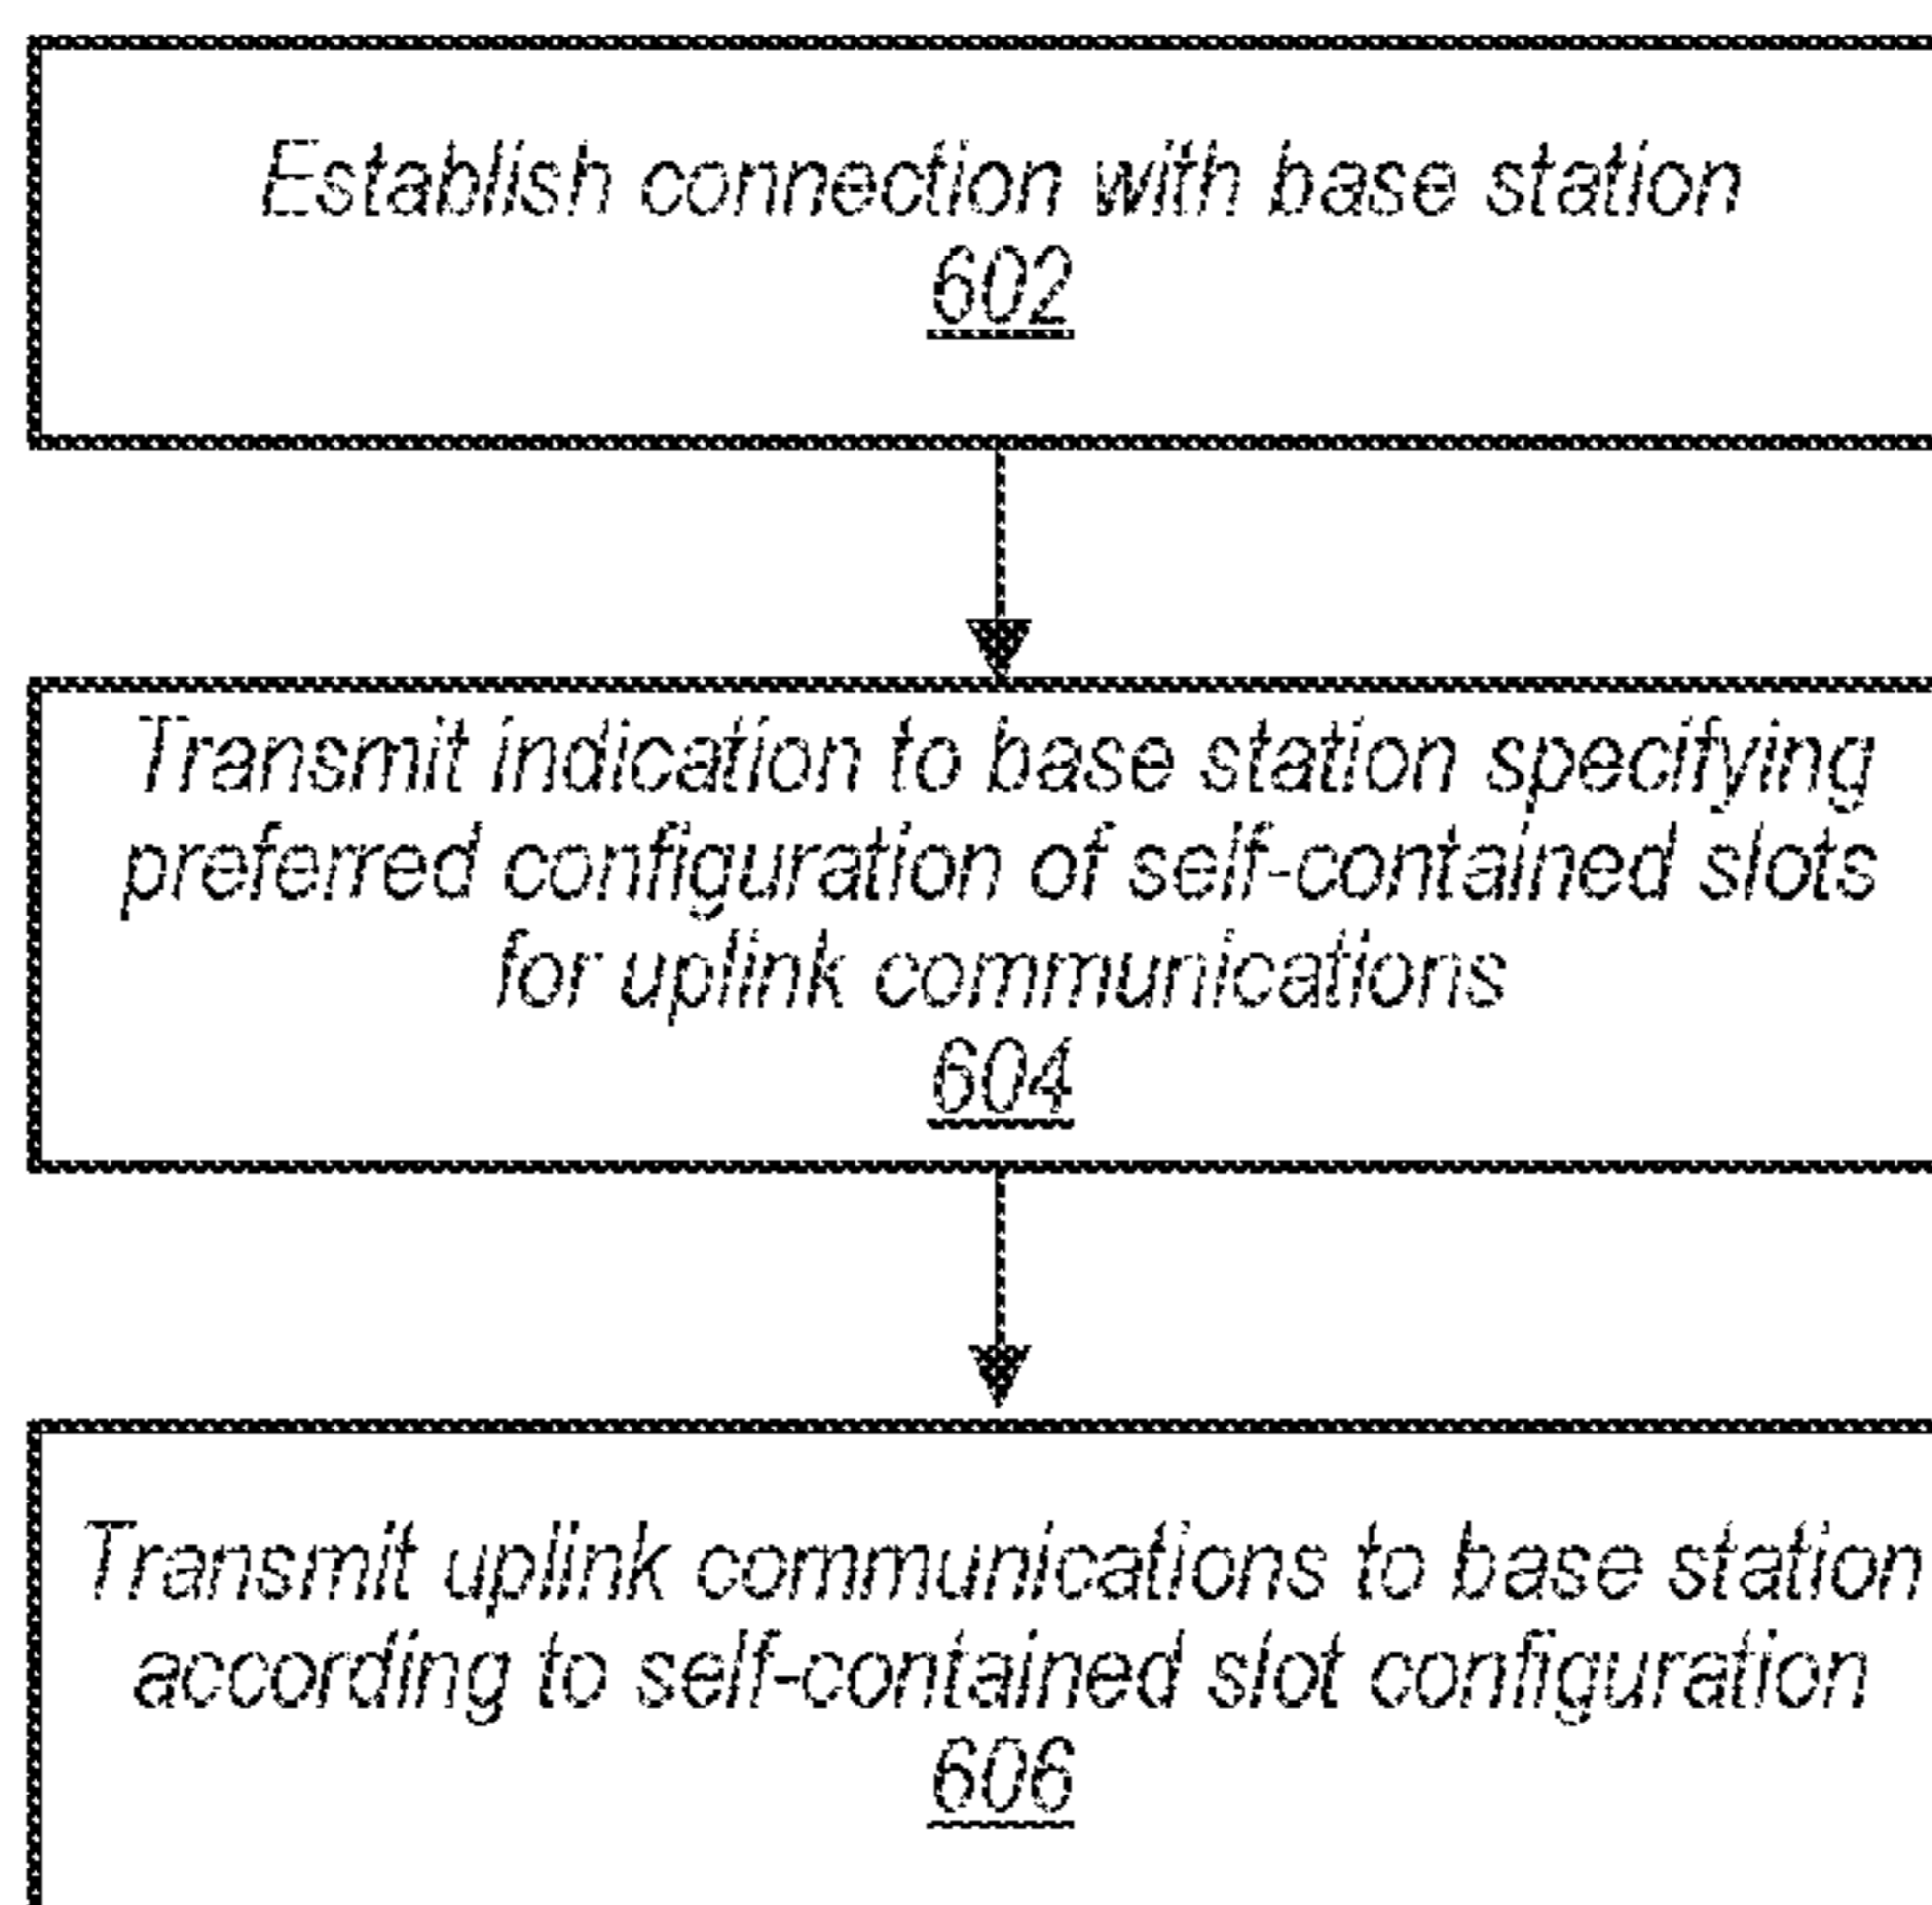 Establish connection with base station
602
Transmit indication to base station specifying
preferred configuration of self-contained slots
for uplink communications
604
Transmit uplink communications to base station
according to self-contained slot configuration
606